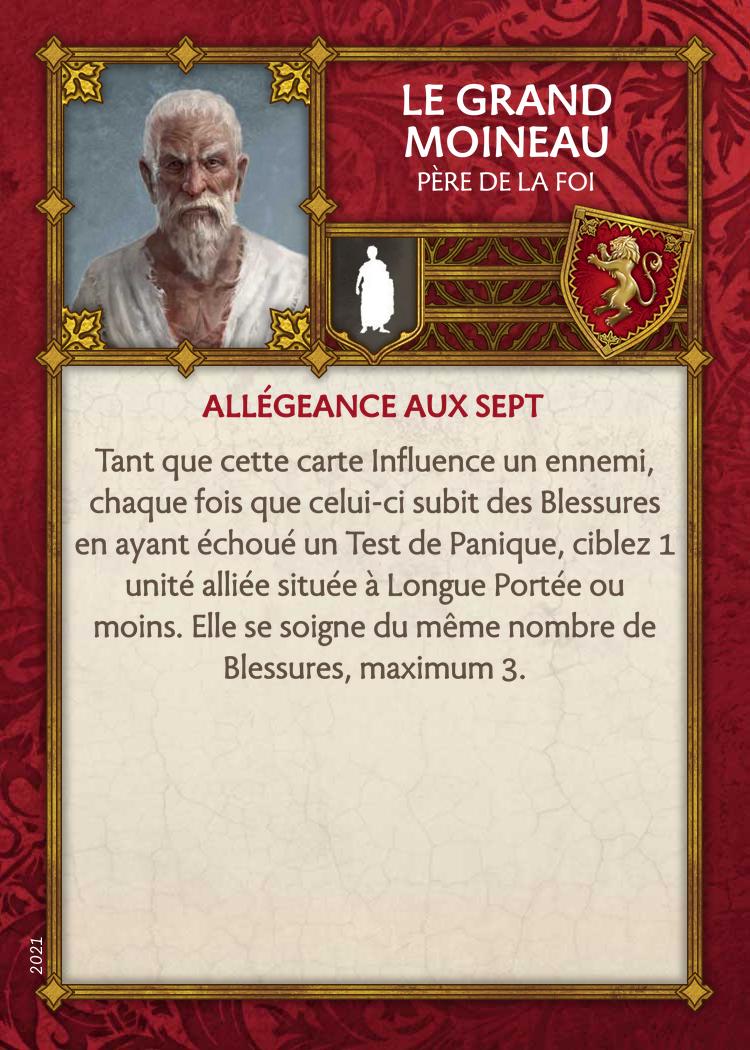 LE GRAND
MOINEAU
PÈRE DE LA FOI
ALLÉGEANCE AUX SEPT
Tant que cette carte Influence un ennemi,
chaque fois que celui-ci subit des Blessures
en ayant échoué un Test de Panique, ciblez 1
unité alliée située à Longue Portée ou
moins. Elle se soigne du même nombre de
Blessures, maximum 3.
2021